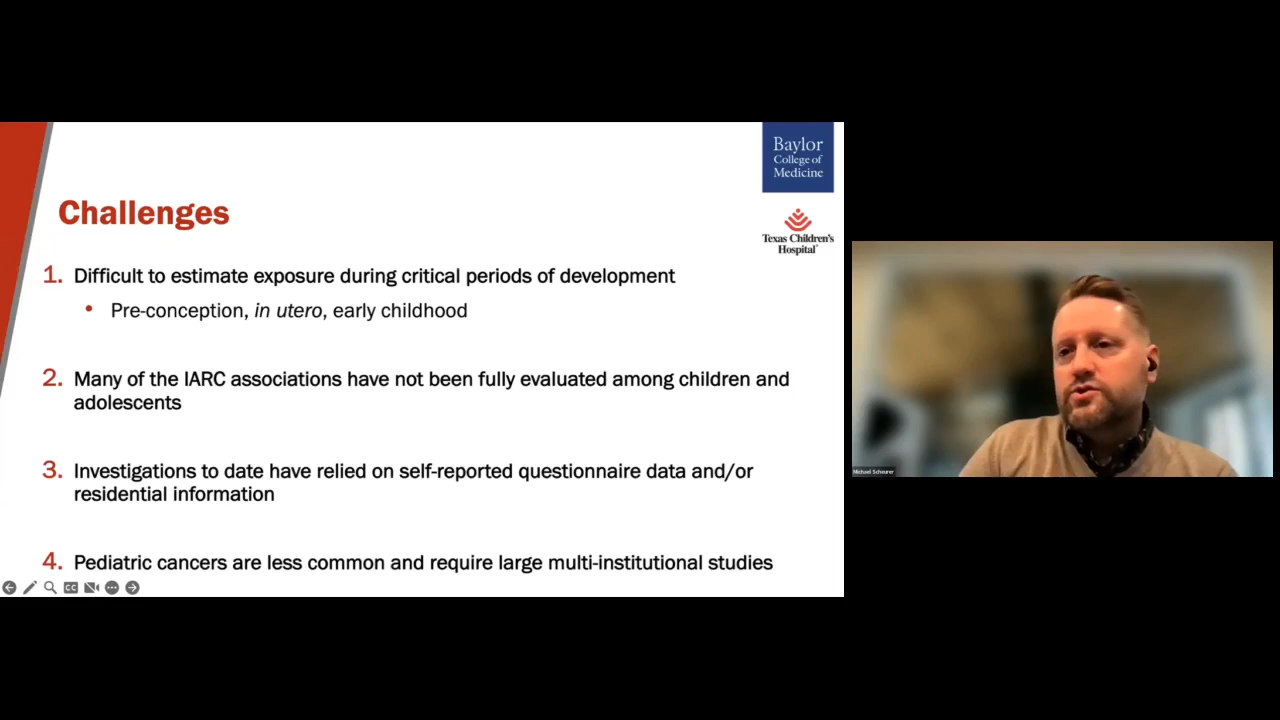 Baylor
College of
Medicine
Texas Children's
Hospital
Challenges
1. Difficult to estimate exposure during critical periods of development
• Pre-conception, in utero, early childhood
2. Many of the IARC associations have not been fully evaluated among children and
adolescents
3. Investigations to date have relied on self-reported questionnaire data and/or
residential information
4. Pediatric cancers are less common and require large multi-institutional studies
CC
Michael Scheurer